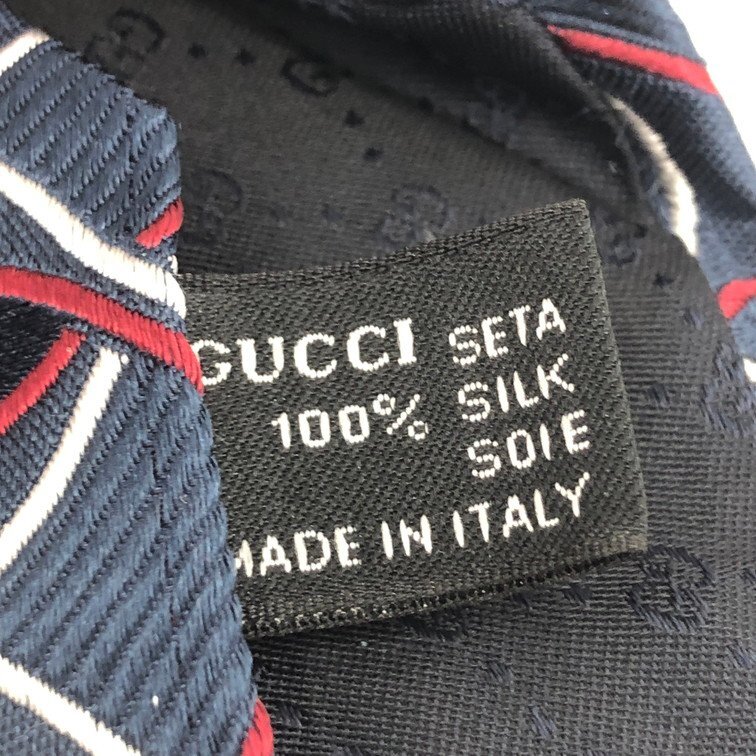 GUCCI SETA
100% SILK
SOIE
MADE IN ITALY